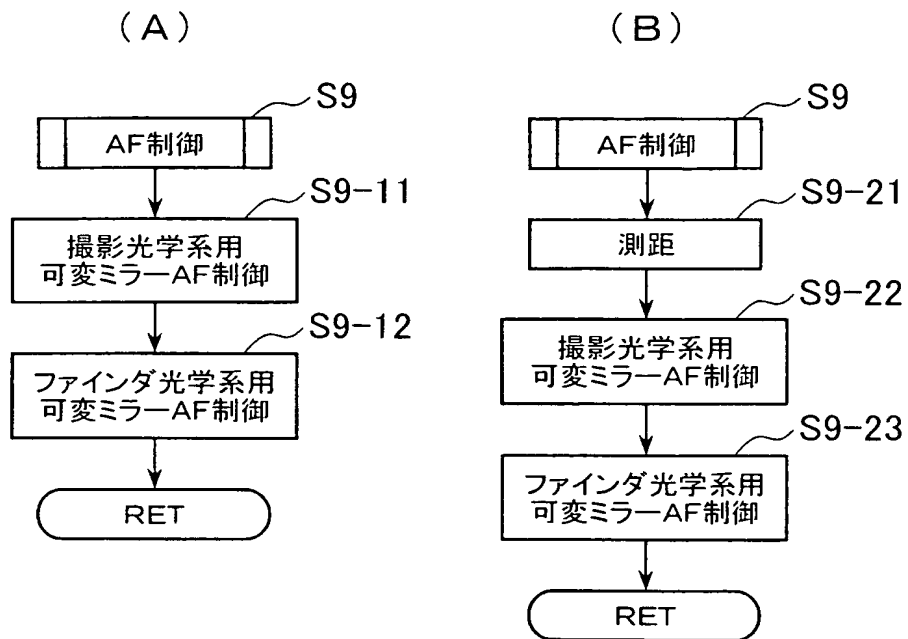 (A)
S9
AF制御
S9-11
撮影光学系用
可変ミラーAF制御
S9-12
ファインダ光学系用
可変ミラーAF制御
RET
(B)
S9
AF制御
S9-21
測距
S9-22
撮影光学系用
可変ミラーAF制御
S9-23
ファインダ光学系用
可変ミラーAF制御
RET